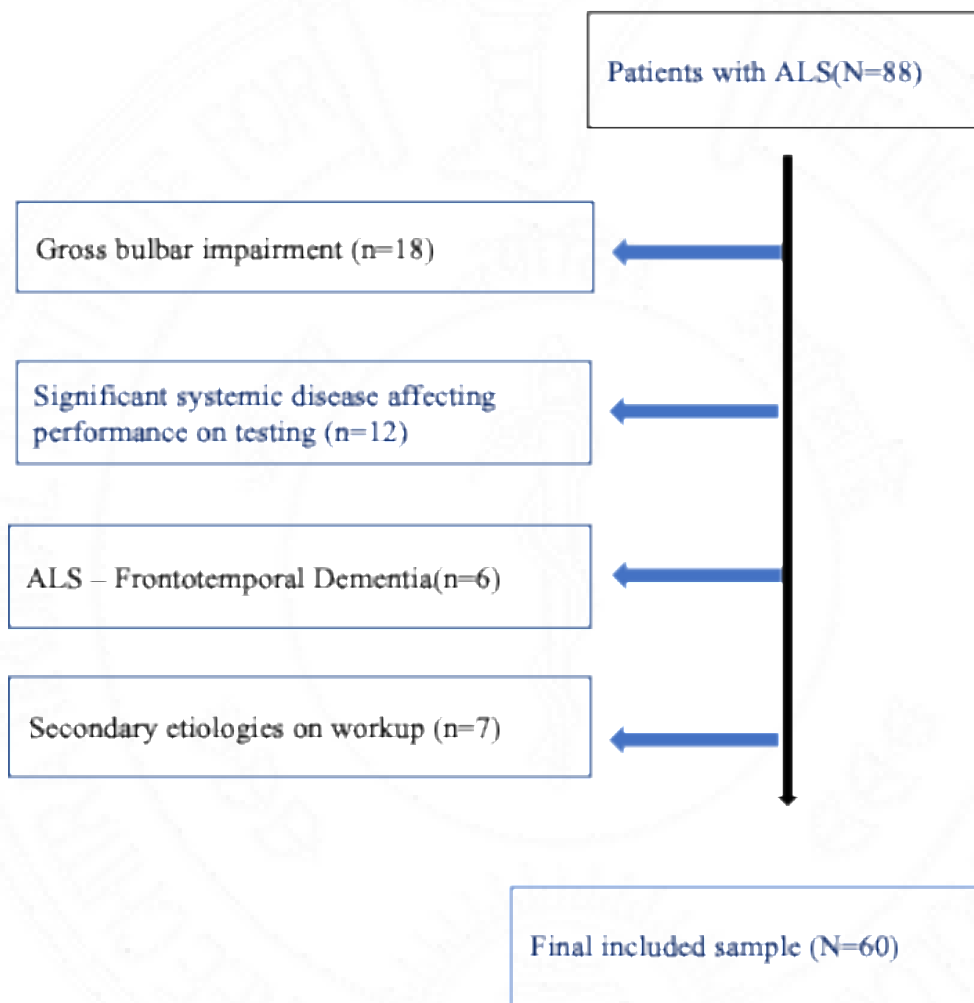 Patients with ALS(N=88)
Gross bulbar impairment (n=18)
Significant systemic disease affecting
performance on testing (n=12)
ALS – Frontotemporal Dementia(n=6)
Secondary etiologies on workup (n=7)
Final included sample (N=60)